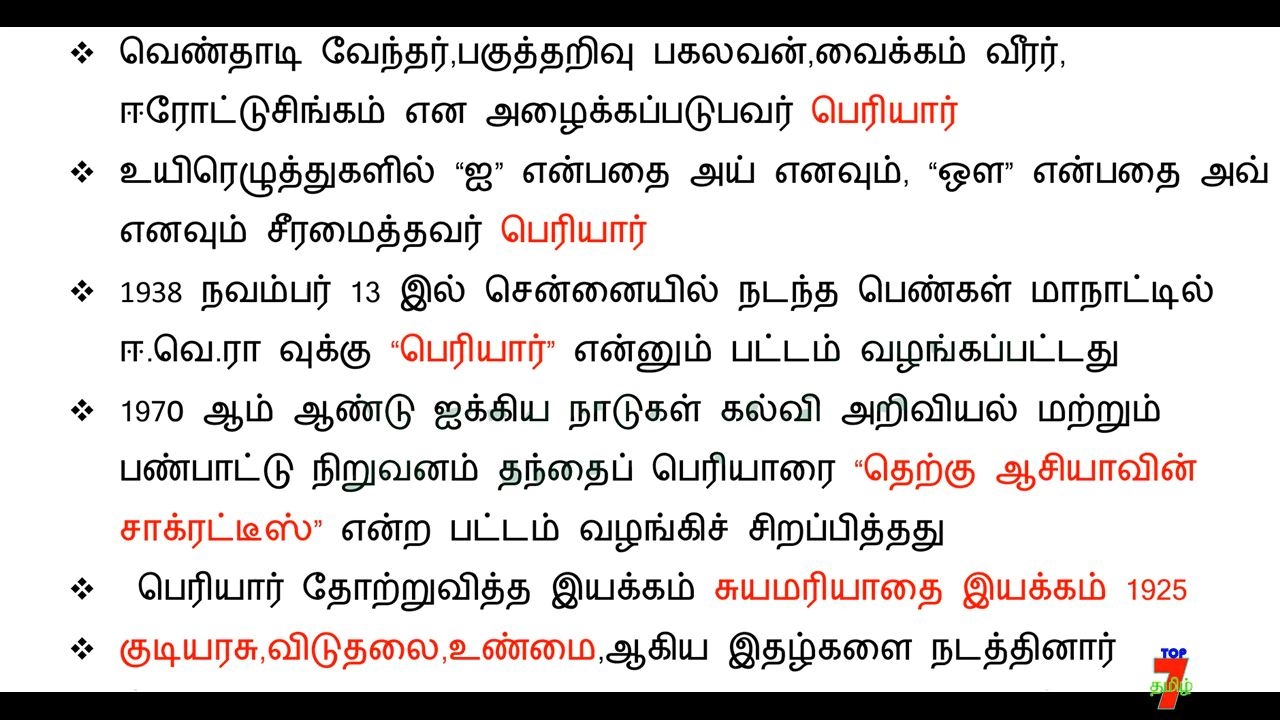 ❖ வெண்தாடி வேந்தர்,பகுத்தறிவு பகலவன்,வைக்கம் வீரர்,
ஈரோட்டுசிங்கம் என அழைக்கப்படுபவர் பெரியார்
❖ உயிரெழுத்துகளில் “ஐ” என்பதை அய் எனவும், “ஔ” என்பதை அவ்
எனவும் சீரமைத்தவர் பெரியார்
❖ 1938 நவம்பர் 13 இல் சென்னையில் நடந்த பெண்கள் மாநாட்டில்
ஈ.வெ.ரா வுக்கு “பெரியார்” என்னும் பட்டம் வழங்கப்பட்டது
❖ 1970 ஆம் ஆண்டு ஐக்கிய நாடுகள் கல்வி அறிவியல் மற்றும்
பண்பாட்டு நிறுவனம் தந்தைப் பெரியாரை “தெற்கு ஆசியாவின்
சாக்ரட்டீஸ்” என்ற பட்டம் வழங்கிச் சிறப்பித்தது
❖ பெரியார் தோற்றுவித்த இயக்கம் சுயமரியாதை இயக்கம் 1925
❖ குடியரசு,விடுதலை,உண்மை,ஆகிய இதழ்களை நடத்தினார்
TOP
7
தமிழ்